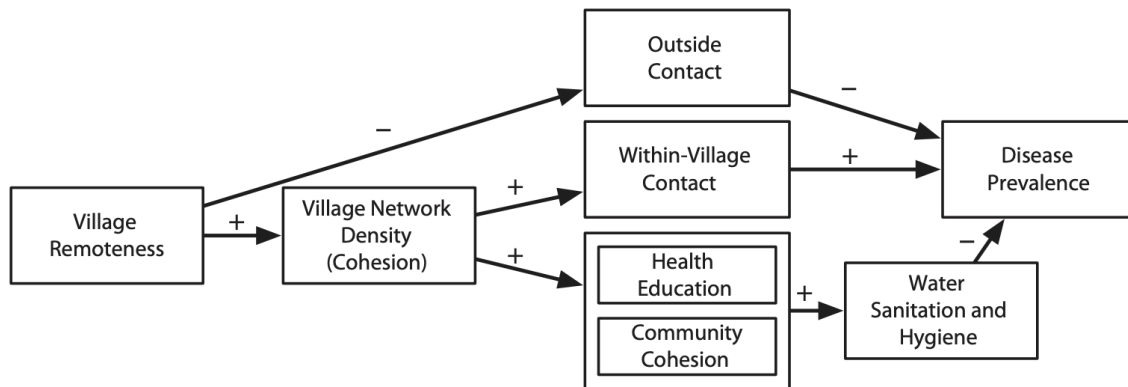 Outside
Contact
−
−
Within-Village
Contact
+
Disease
Prevalence
Village
Remoteness
+
Village Network
Density
(Cohesion)
+
+
Health
Education
Community
Cohesion
+
Water
Sanitation and
Hygiene
−